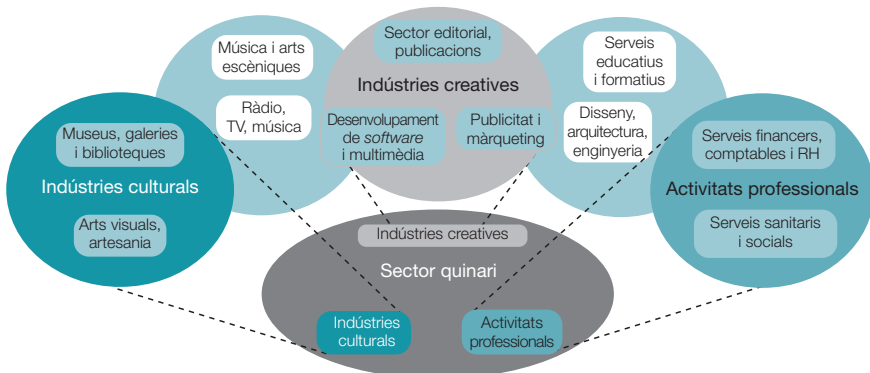 Música i arts
escèniques
Ràdio,
TV, música
Sector editorial,
publicacions
Indústries creatives
Desenvolupament
de software
i multimèdia
Publicitat i
màrqueting
Serveis
educatius
i formatius
Disseny,
arquitectura,
enginyeria
Museus, galeries
i biblioteques
Indústries culturals
Arts visuals,
artesania
Serveis financers,
comptables i RH
Activitats professionals
Serveis sanitaris
i socials
Indústries creatives
Sector quinari
Indústries
culturals
Activitats
professionals